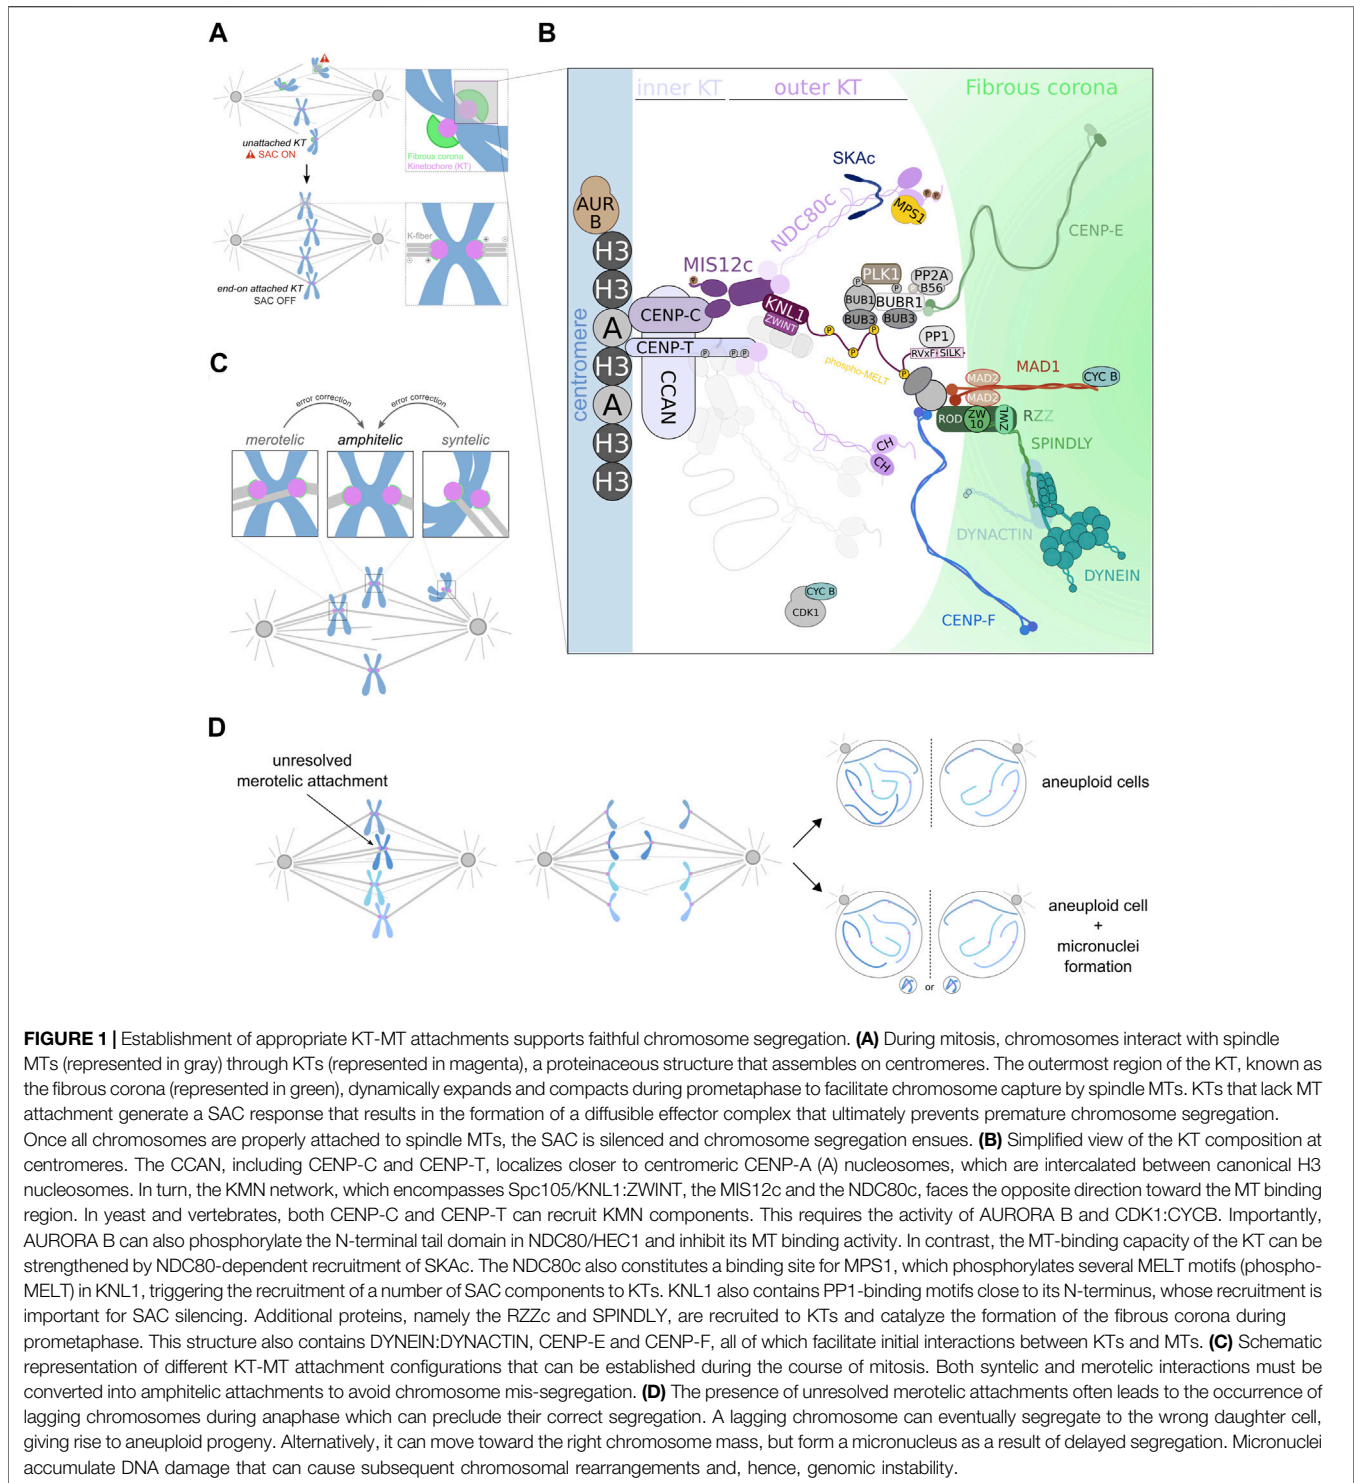 A
unattached KT
SAC ON
end-on attached KT
SAC OFF
Fibrous corona
Kinetochore (KT)
K-fiber
B
inner KT
outer KT
Fibrous corona
centromere
AUR
B
H3
H3
A
H3
A
H3
H3
CENP-C
CENP-T
CCAN
MIS12c
P
NDC80c
SKAc
MPS1
P
P
KNL1
ZWINT
PLK1
P
P
BUB1
BUBR1
PP2A
B56
BUB3
BUB3
P
P
P
P
phospho-MELT
PP1
RVxF
SILK
P
P
P
CH
CH
CENP-E
MAD2
MAD2
MAD1
CYC B
ROD
ZW
10
ZWL
RZZ
SPINDLY
DYNACTIN
DYNEIN
CENP-F
CYC B
CDK1
C
error correction
error correction
merotelic
amphitelic
syntelic
D
unresolved
merotelic attachment
aneuploid cells
aneuploid cell
+
micronuclei
formation
or
FIGURE 1 | Establishment of appropriate KT-MT attachments supports faithful chromosome segregation. (A) During mitosis, chromosomes interact with spindle
MTs (represented in gray) through KTs (represented in magenta), a proteinaceous structure that assembles on centromeres. The outermost region of the KT, known as
the fibrous corona (represented in green), dynamically expands and compacts during prometaphase to facilitate chromosome capture by spindle MTs. KTs that lack MT
attachment generate a SAC response that results in the formation of a diffusible effector complex that ultimately prevents premature chromosome segregation.
Once all chromosomes are properly attached to spindle MTs, the SAC is silenced and chromosome segregation ensues. (B) Simplified view of the KT composition at
centromeres. The CCAN, including CENP-C and CENP-T, localizes closer to centromeric CENP-A (A) nucleosomes, which are intercalated between canonical H3
nucleosomes. In turn, the KMN network, which encompasses Spc105/KNL1:ZWINT, the MIS12c and the NDC80c, faces the opposite direction toward the MT binding
region. In yeast and vertebrates, both CENP-C and CENP-T can recruit KMN components. This requires the activity of AURORA B and CDK1:CYCB. Importantly,
AURORA B can also phosphorylate the N-terminal tail domain in NDC80/HEC1 and inhibit its MT binding activity. In contrast, the MT-binding capacity of the KT can be
strengthened by NDC80-dependent recruitment of SKAc. The NDC80c also constitutes a binding site for MPS1, which phosphorylates several MELT motifs (phospho-
MELT) in KNL1, triggering the recruitment of a number of SAC components to KTs. KNL1 also contains PP1-binding motifs close to its N-terminus, whose recruitment is
important for SAC silencing. Additional proteins, namely the RZZc and SPINDLY, are recruited to KTs and catalyze the formation of the fibrous corona during
prometaphase. This structure also contains DYNEIN:DYNACTIN, CENP-E and CENP-F, all of which facilitate initial interactions between KTs and MTs. (C) Schematic
representation of different KT-MT attachment configurations that can be established during the course of mitosis. Both syntelic and merotelic interactions must be
converted into amphitelic attachments to avoid chromosome mis-segregation. (D) The presence of unresolved merotelic attachments often leads to the occurrence of
lagging chromosomes during anaphase which can preclude their correct segregation. A lagging chromosome can eventually segregate to the wrong daughter cell,
giving rise to aneuploid progeny. Alternatively, it can move toward the right chromosome mass, but form a micronucleus as a result of delayed segregation. Micronuclei
accumulate DNA damage that can cause subsequent chromosomal rearrangements and, hence, genomic instability.